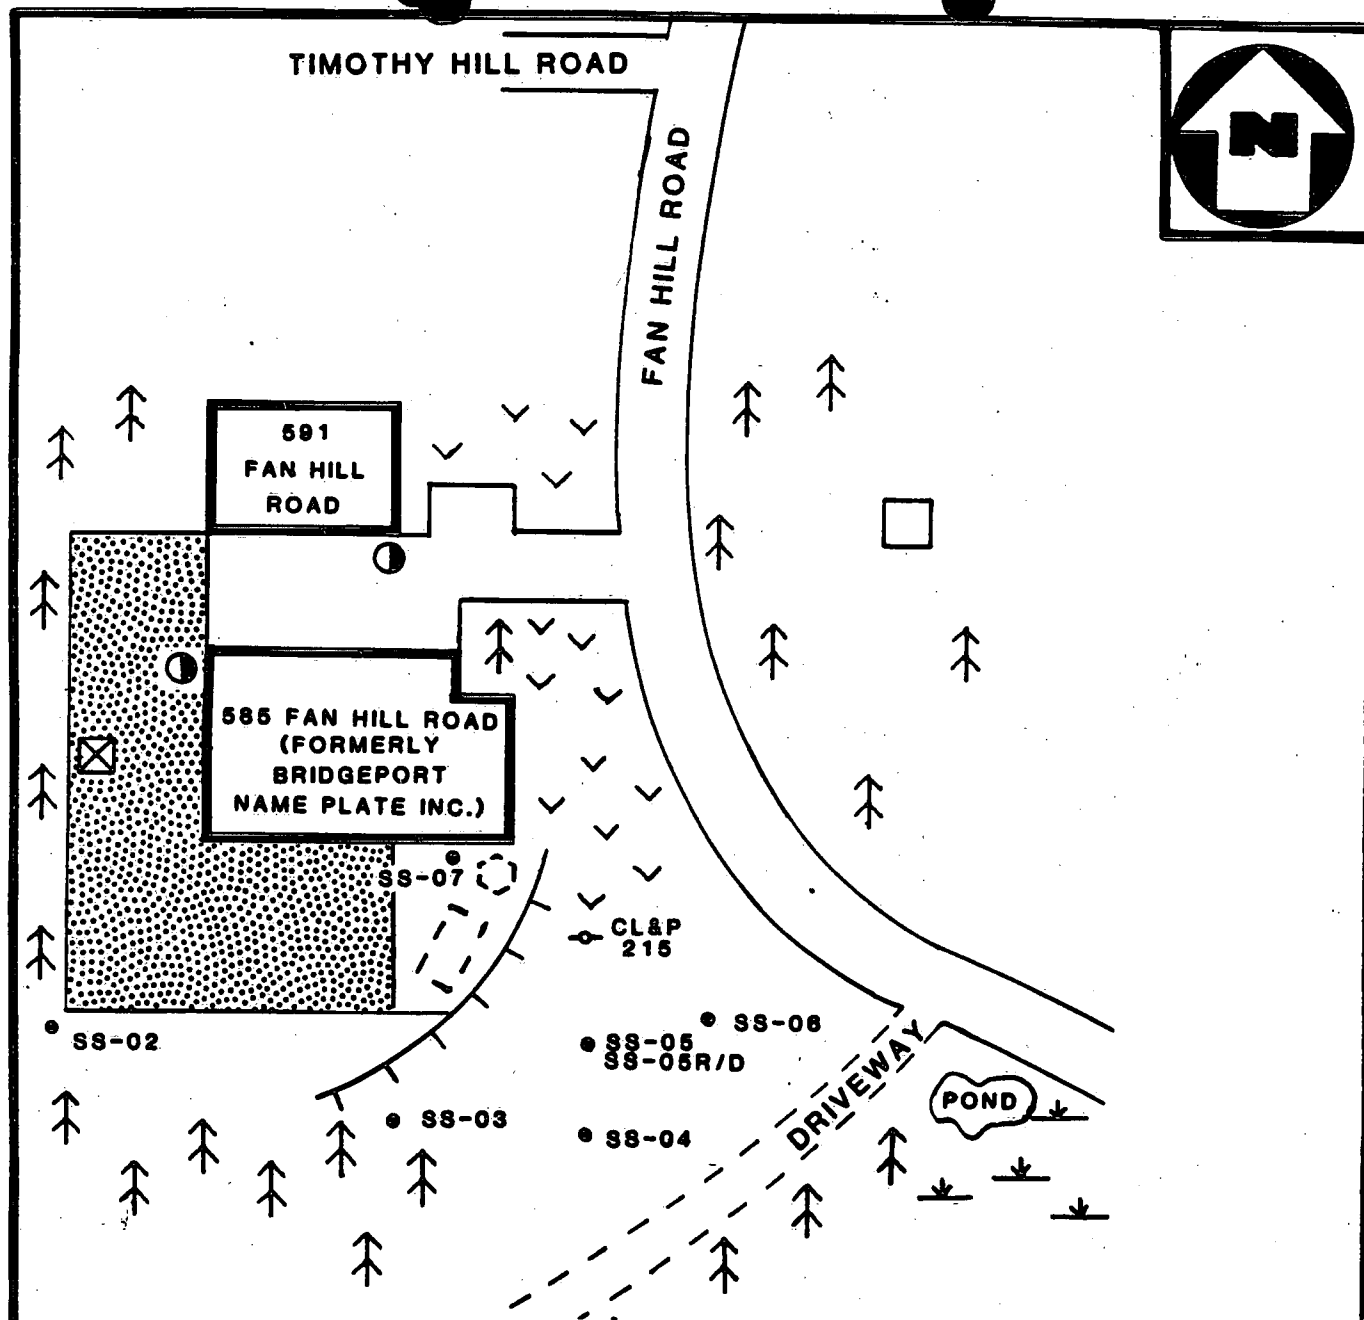 TIMOTHY HILL ROAD
N
FAN HILL ROAD
591
FAN HILL
ROAD
585 FAN HILL ROAD
(FORMERLY
BRIDGEPORT
NAME PLATE INC.)
SS-07
CL&P
215
SS-02
SS-06
SS-05
SS-05R/D
DRIVEWAY
POND
SS-03
SS-04